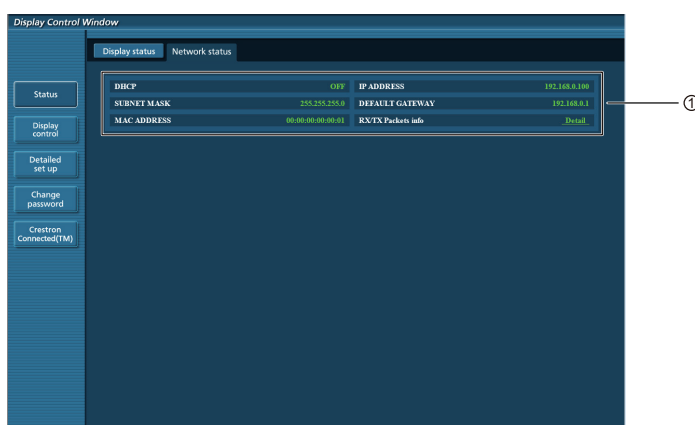 Display Control Window
Display status Network status
Status
Display
control
Detailed
set up
Change
password
Crestron
Connected(TM)
DHCP OFF IP ADDRESS 192.168.0.100
SUBNET MASK 255.255.255.0 DEFAULT GATEWAY 192.168.0.1
MAC ADDRESS 00:00:00:00:00:01 RX/TX Packets info Detail
①